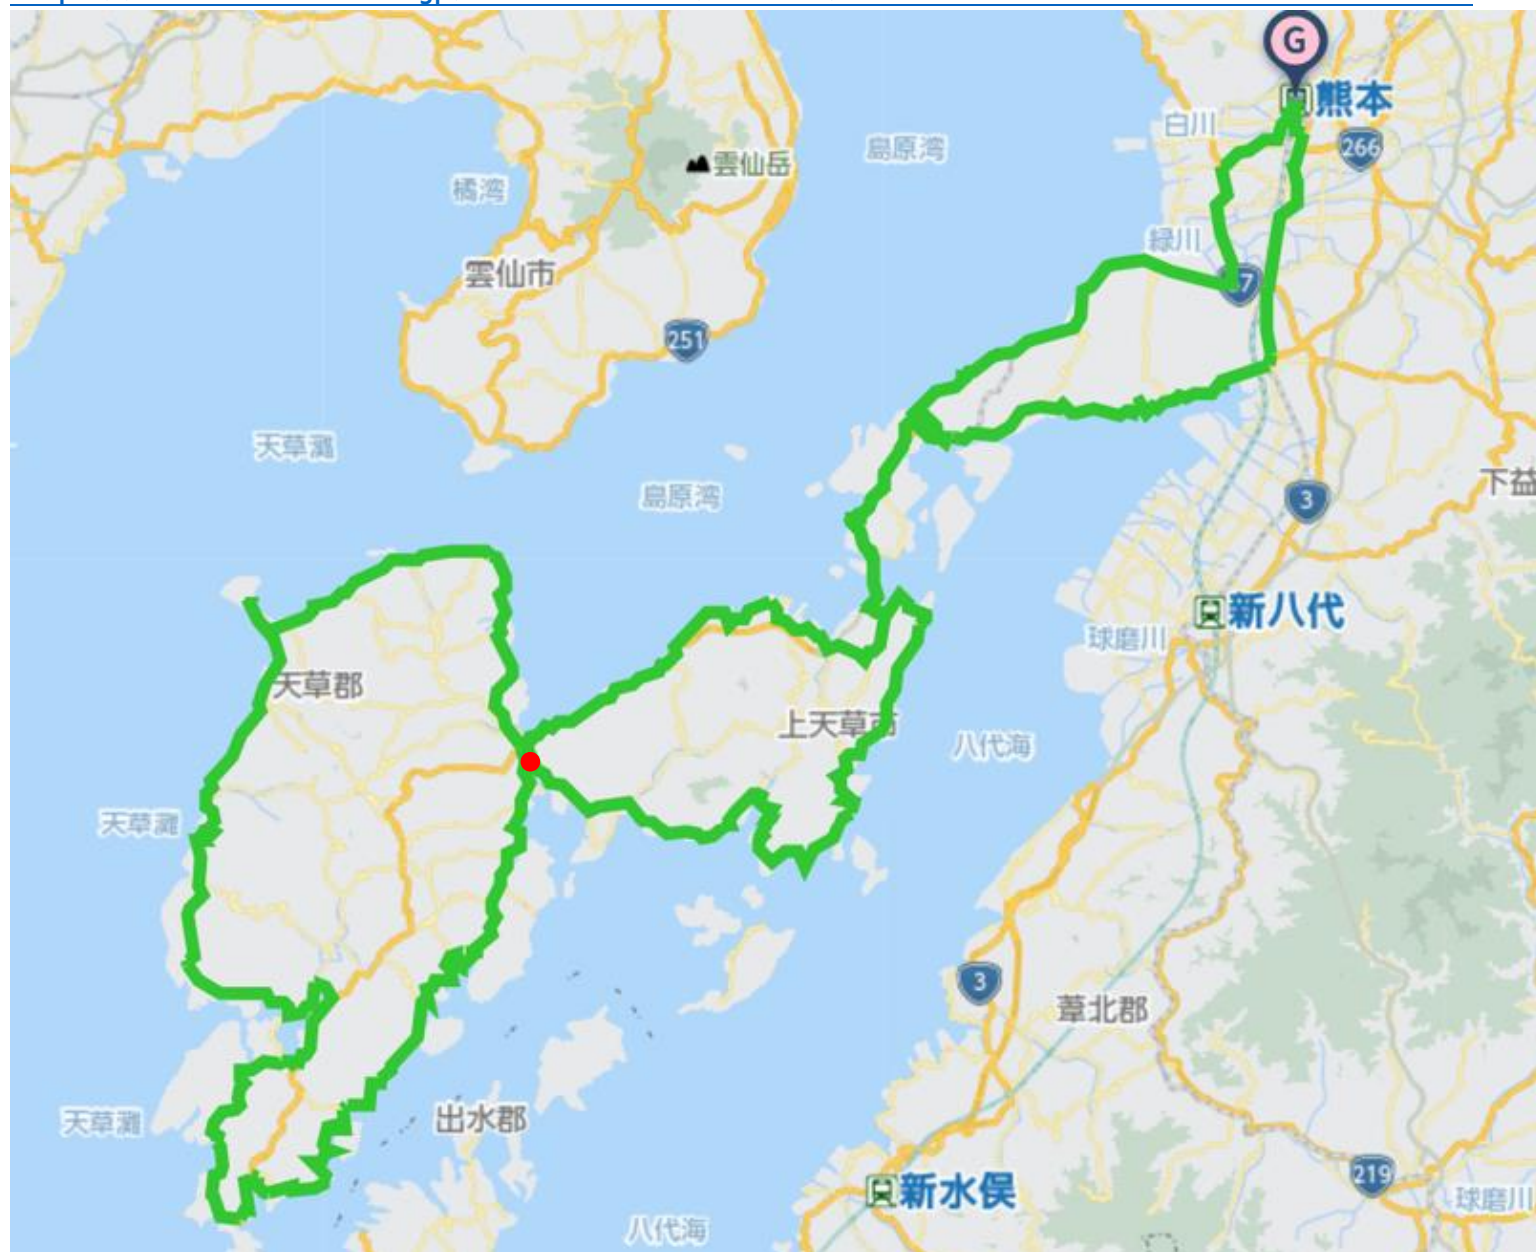 G
熊本
白川
266
島原湾
雲仙岳
橘湾
緑川
雲仙市
7
251
天草灘
島原湾
下益
3
新八代
球磨川
天草郡
上天草市
八代海
天草灘
3
葦北郡
天草灘
出水郡
219
新水俣
球磨川
八代海